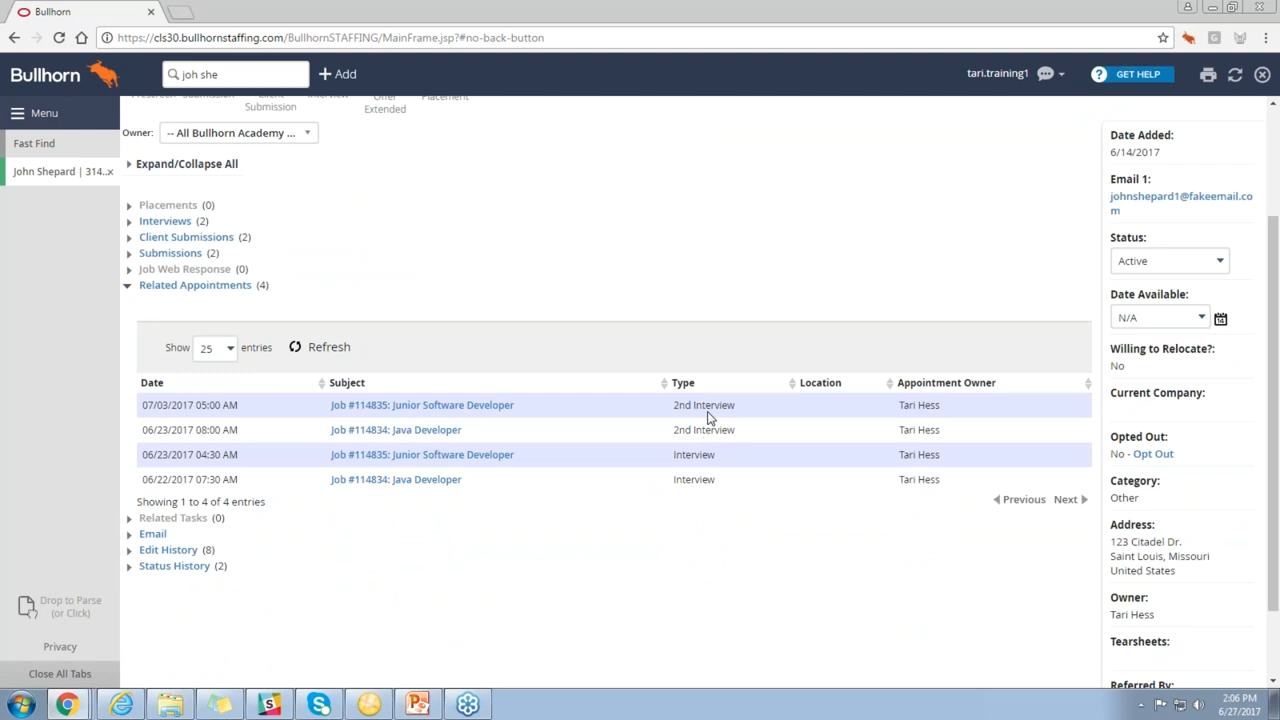 Bullhorn
https://cls30.bullhornstaffing.com/BullhornSTAFFING/MainFrame.jsp?#no-back-button
Bullhorn
joh she
Add
tari.training1
? GET HELP
Menu
Fast Find
John Shepard | 314..
Client
Submission
Offer
Extended
Placement
Owner: -- All Bullhorn Academy ...
Expand/Collapse All
Placements (0)
Interviews (2)
Client Submissions (2)
Submissions (2)
Job Web Response (0)
Related Appointments (4)
Show 25 entries Refresh
Date Subject Type Location Appointment Owner
07/03/2017 05:00 AM Job #114835: Junior Software Developer 2nd Interview Tari Hess
06/23/2017 08:00 AM Job #114834: Java Developer 2nd Interview Tari Hess
06/23/2017 04:30 AM Job #114835: Junior Software Developer Interview Tari Hess
06/22/2017 07:30 AM Job #114834: Java Developer Interview Tari Hess
Showing 1 to 4 of 4 entries Previous Next
Related Tasks (0)
Email
Edit History (8)
Status History (2)
Date Added:
6/14/2017
Email 1:
johnshepard1@fakeemail.co
m
Status:
Active
Date Available:
N/A
Willing to Relocate?:
No
Current Company:
Opted Out:
No - Opt Out
Category:
Other
Address:
123 Citadel Dr.
Saint Louis, Missouri
United States
Owner:
Tari Hess
Tearsheets:
Referred By:
Drop to Parse
(or Click)
Privacy
Close All Tabs
2:06 PM
6/27/2017